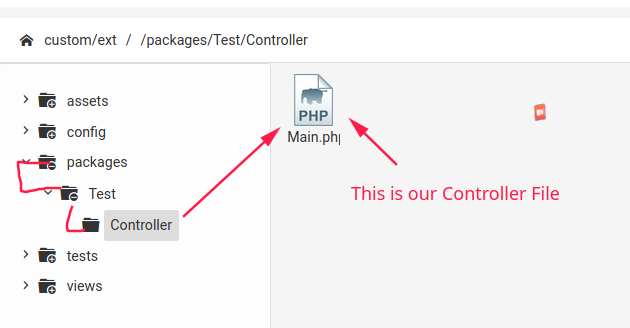 custom/ext / /packages/Test/Controller
assets
config
packages
Test
Controller
tests
views
PHP
Main.php
This is our Controller File